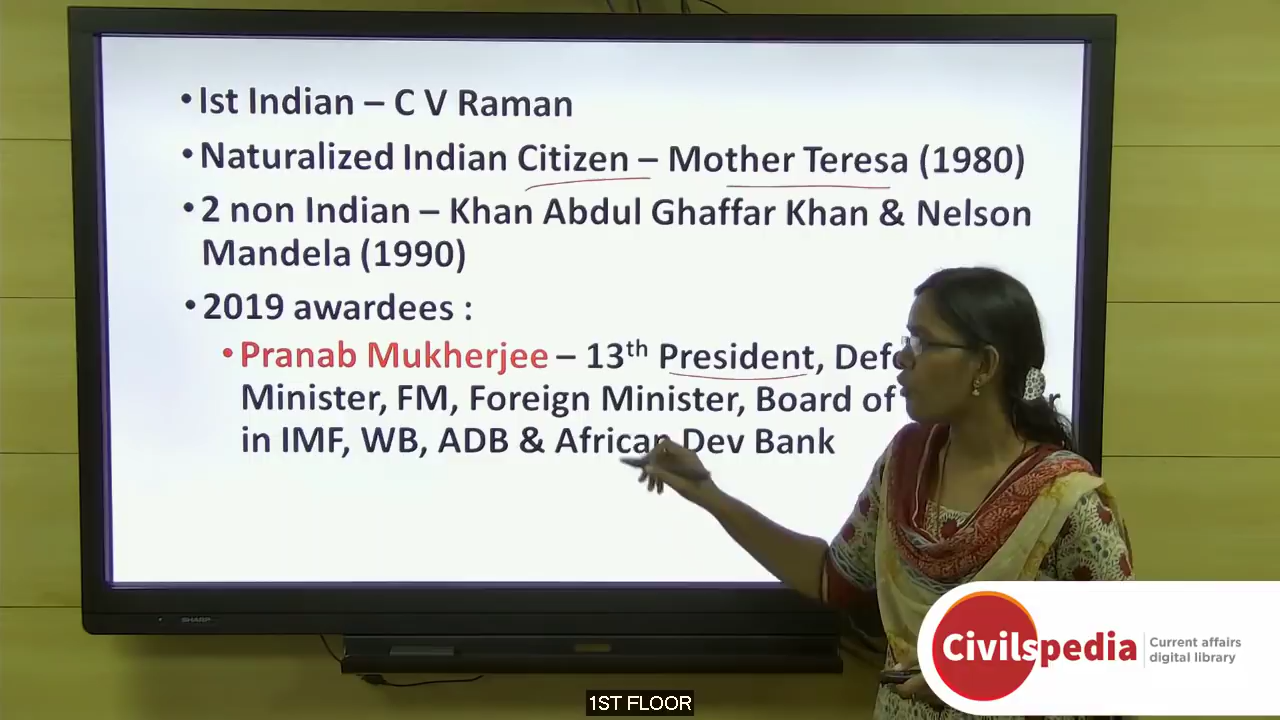 •Ist Indian – C V Raman
•Naturalized Indian Citizen – Mother Teresa (1980)
•2 non Indian – Khan Abdul Ghaffar Khan & Nelson
Mandela (1990)
•2019 awardees :
•Pranab Mukherjee – 13th President,
Minister, FM, Foreign Minister, Board of
in IMF, WB, ADB & African Dev Bank
SHARP
Civilspedia
Current affairs
digital library
1ST FLOOR